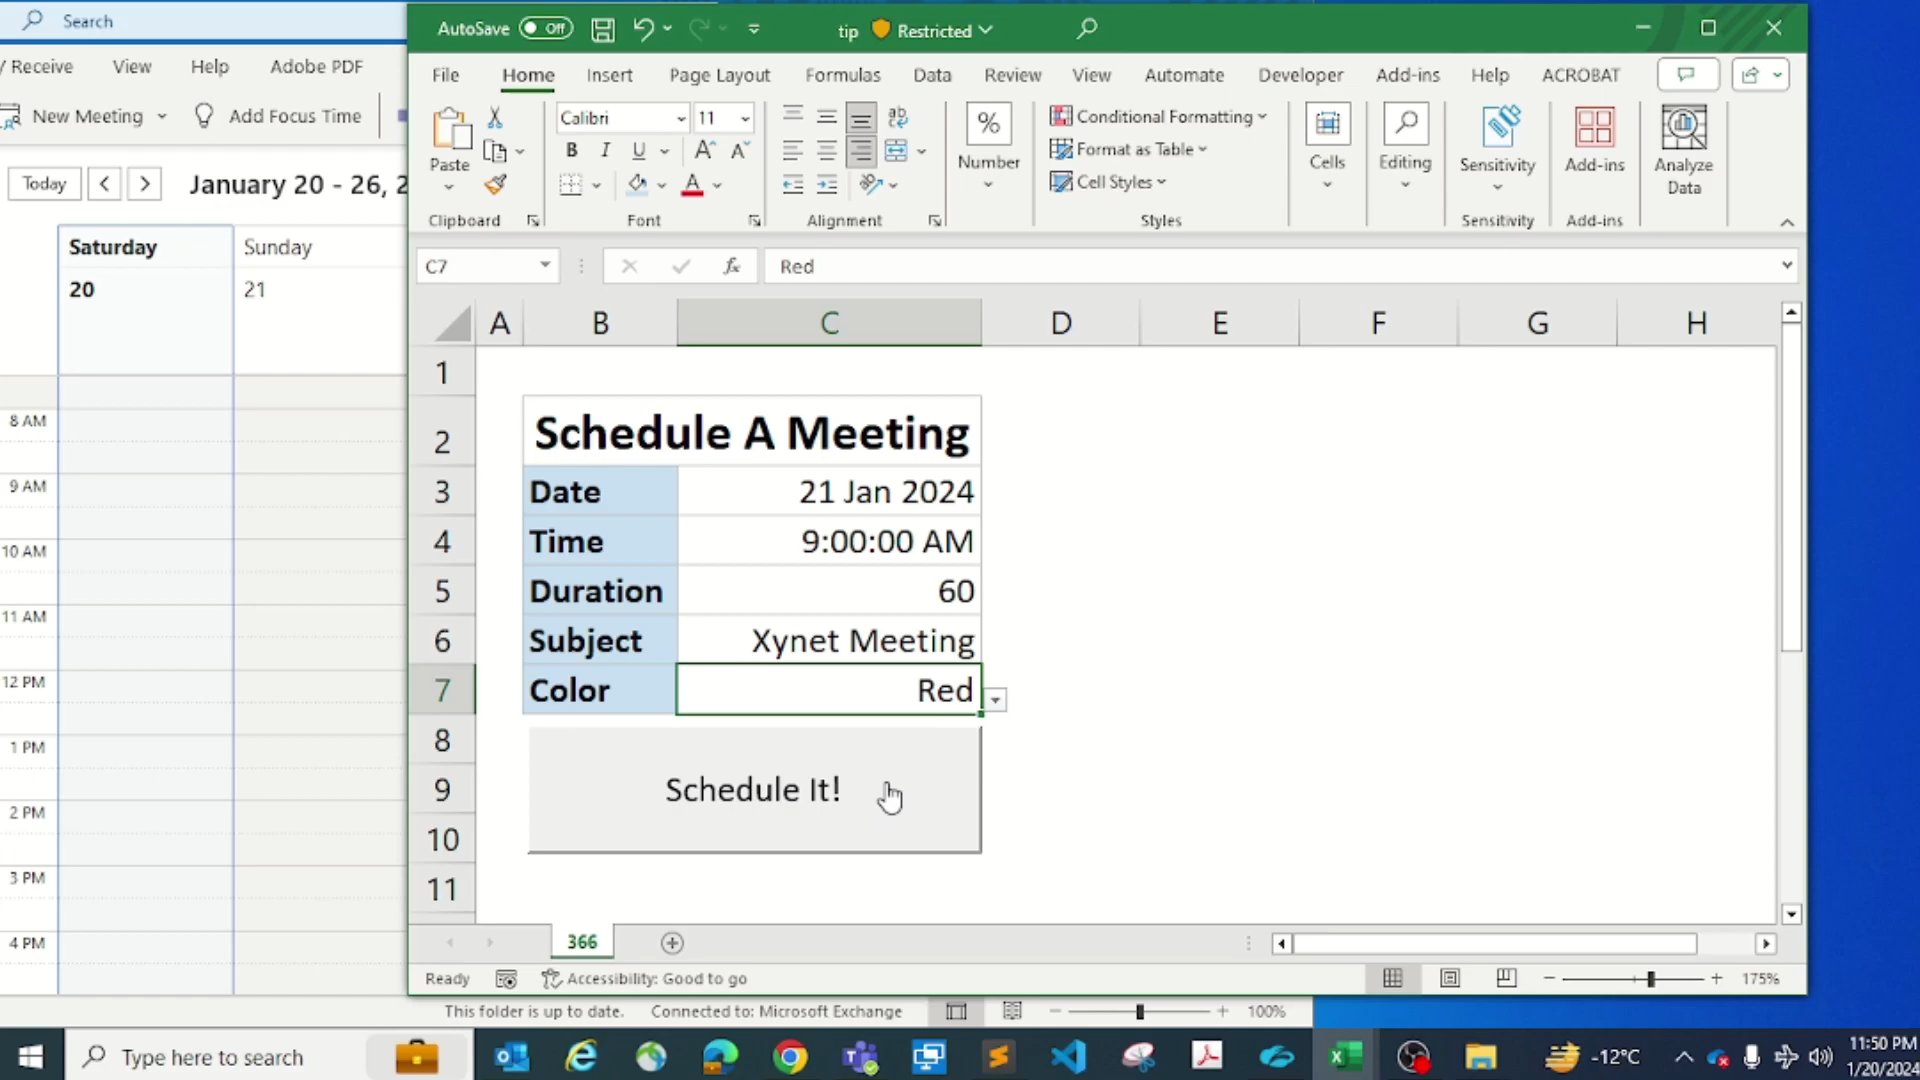 Search
/ Receive View Help Adobe PDF
New Meeting Add Focus Time
Today January 20 - 26, 2
Saturday Sunday
20 21
8 AM
9 AM
10 AM
11 AM
12 PM
1 PM
2 PM
3 PM
4 PM
AutoSave Off tip Restricted
File Home Insert Page Layout Formulas Data Review View Automate Developer Add-ins Help ACROBAT
Paste
Calibri 11
B I U A A
A
ab
%
Number
Conditional Formatting
Format as Table
Cell Styles
Cells
Editing
Sensitivity
Add-ins
Analyze
Data
Clipboard Font Alignment Styles Sensitivity Add-ins
C7 fx Red
A B C D E F G H
1
2 Schedule A Meeting
3 Date 21 Jan 2024
4 Time 9:00:00 AM
5 Duration 60
6 Subject Xynet Meeting
7 Color Red
8
9 Schedule It!
10
11
366
Ready Accessibility: Good to go 175%
This folder is up to date. Connected to: Microsoft Exchange 100%
Type here to search -12°C 11:50 PM
1/20/2024